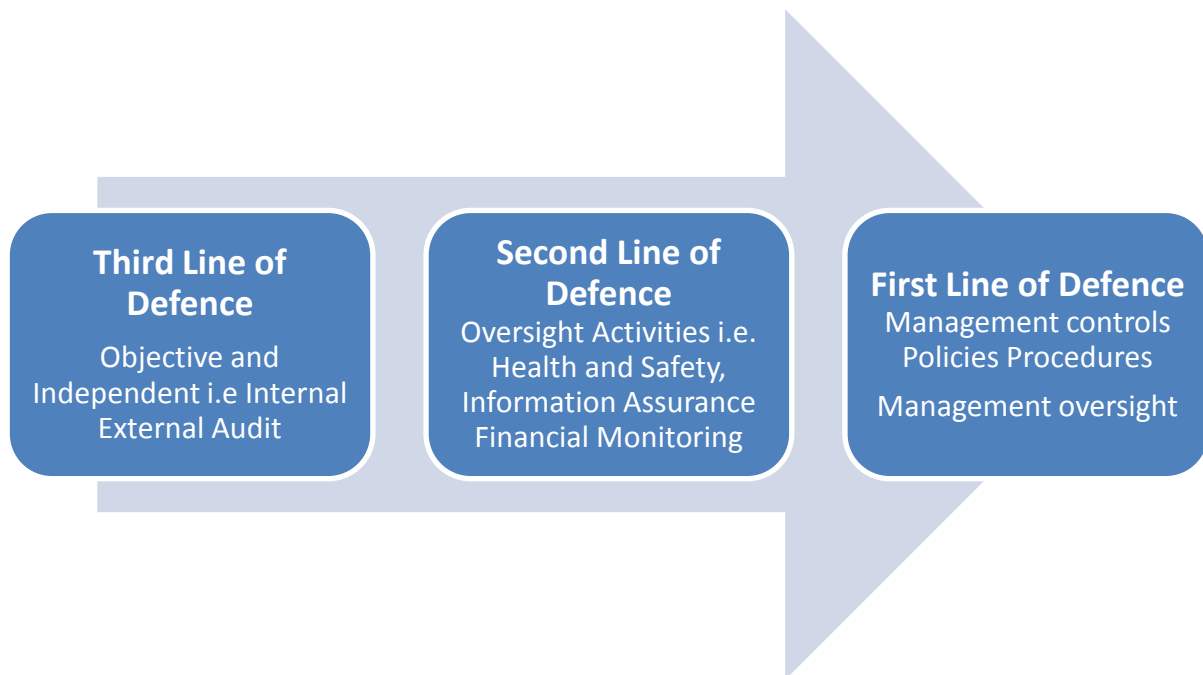 Third Line of
Defence
Objective and
Independent i.e Internal
External Audit
Second Line of
Defence
Oversight Activities i.e.
Health and Safety,
Information Assurance
Financial Monitoring
First Line of Defence
Management controls
Policies Procedures
Management oversight